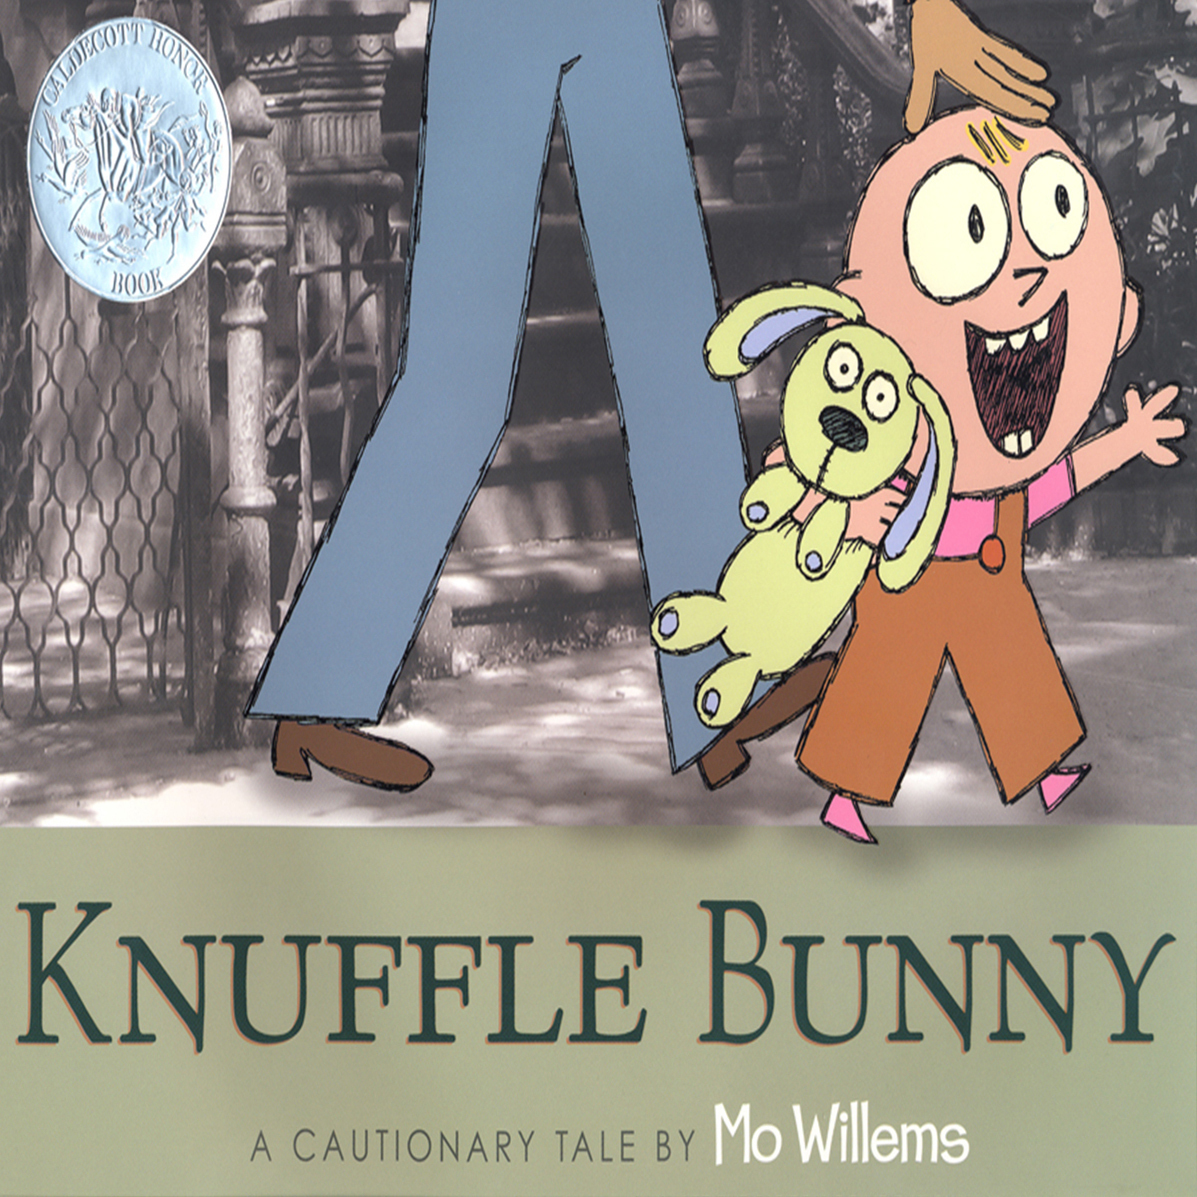 CALDECOTT HONOR
BOOK
KNUFFLE BUNNY
A CAUTIONARY TALE BY Mo Willems